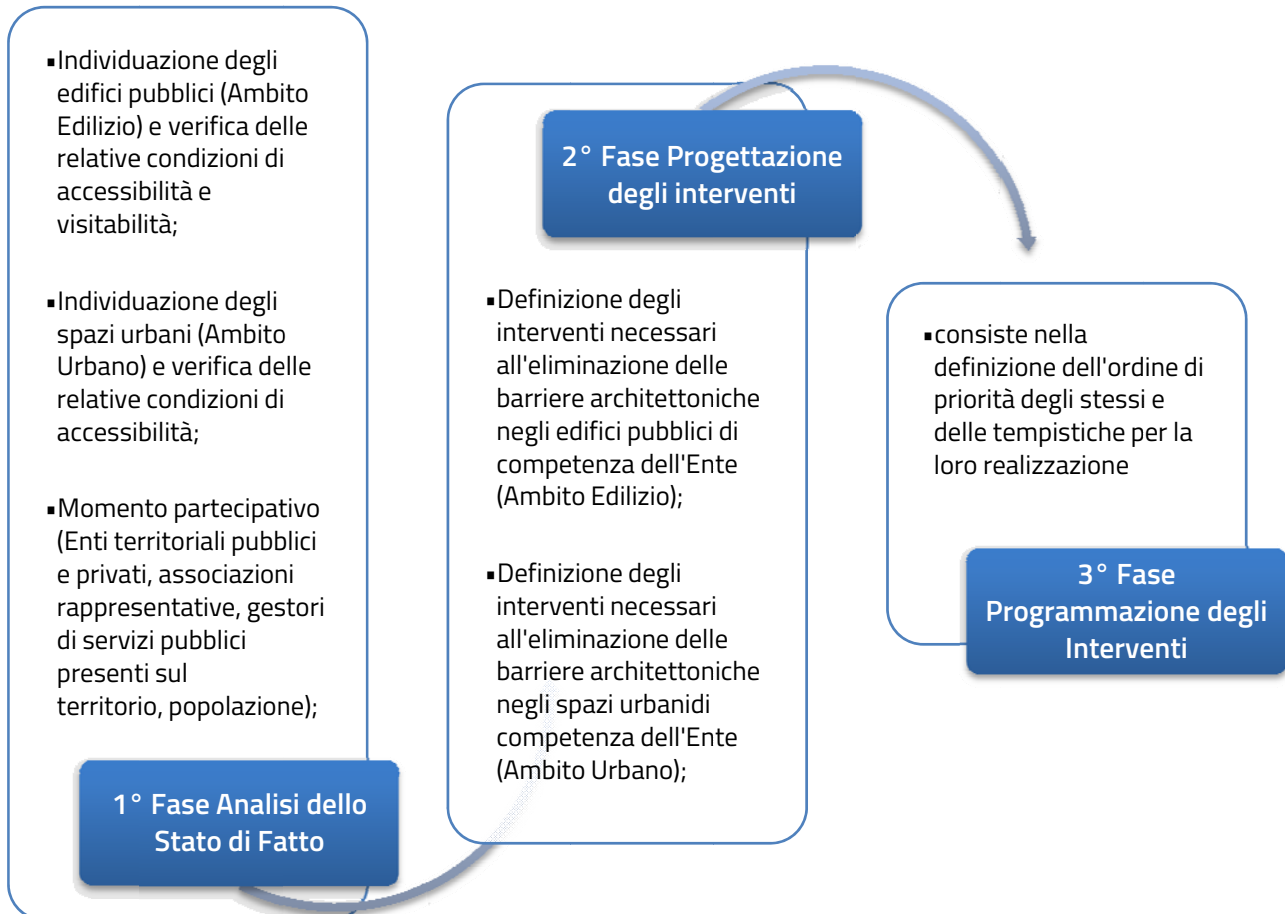 ▪Individuazione degli
edifici pubblici (Ambito
Edilizio) e verifica delle
relative condizioni di
accessibilità e
visitabilità;
▪Individuazione degli
spazi urbani (Ambito
Urbano) e verifica delle
relative condizioni di
accessibilità;
▪Momento partecipativo
(Enti territoriali pubblici
e privati, associazioni
rappresentative, gestori
di servizi pubblici
presenti sul
territorio, popolazione);
1° Fase Analisi dello
Stato di Fatto
2° Fase Progettazione
degli interventi
▪Definizione degli
interventi necessari
all'eliminazione delle
barriere architettoniche
negli edifici pubblici di
competenza dell'Ente
(Ambito Edilizio);
▪Definizione degli
interventi necessari
all'eliminazione delle
barriere architettoniche
negli spazi urbanidi
competenza dell'Ente
(Ambito Urbano);
▪consiste nella
definizione dell'ordine di
priorità degli stessi e
delle tempistiche per la
loro realizzazione
3° Fase
Programmazione degli
Interventi